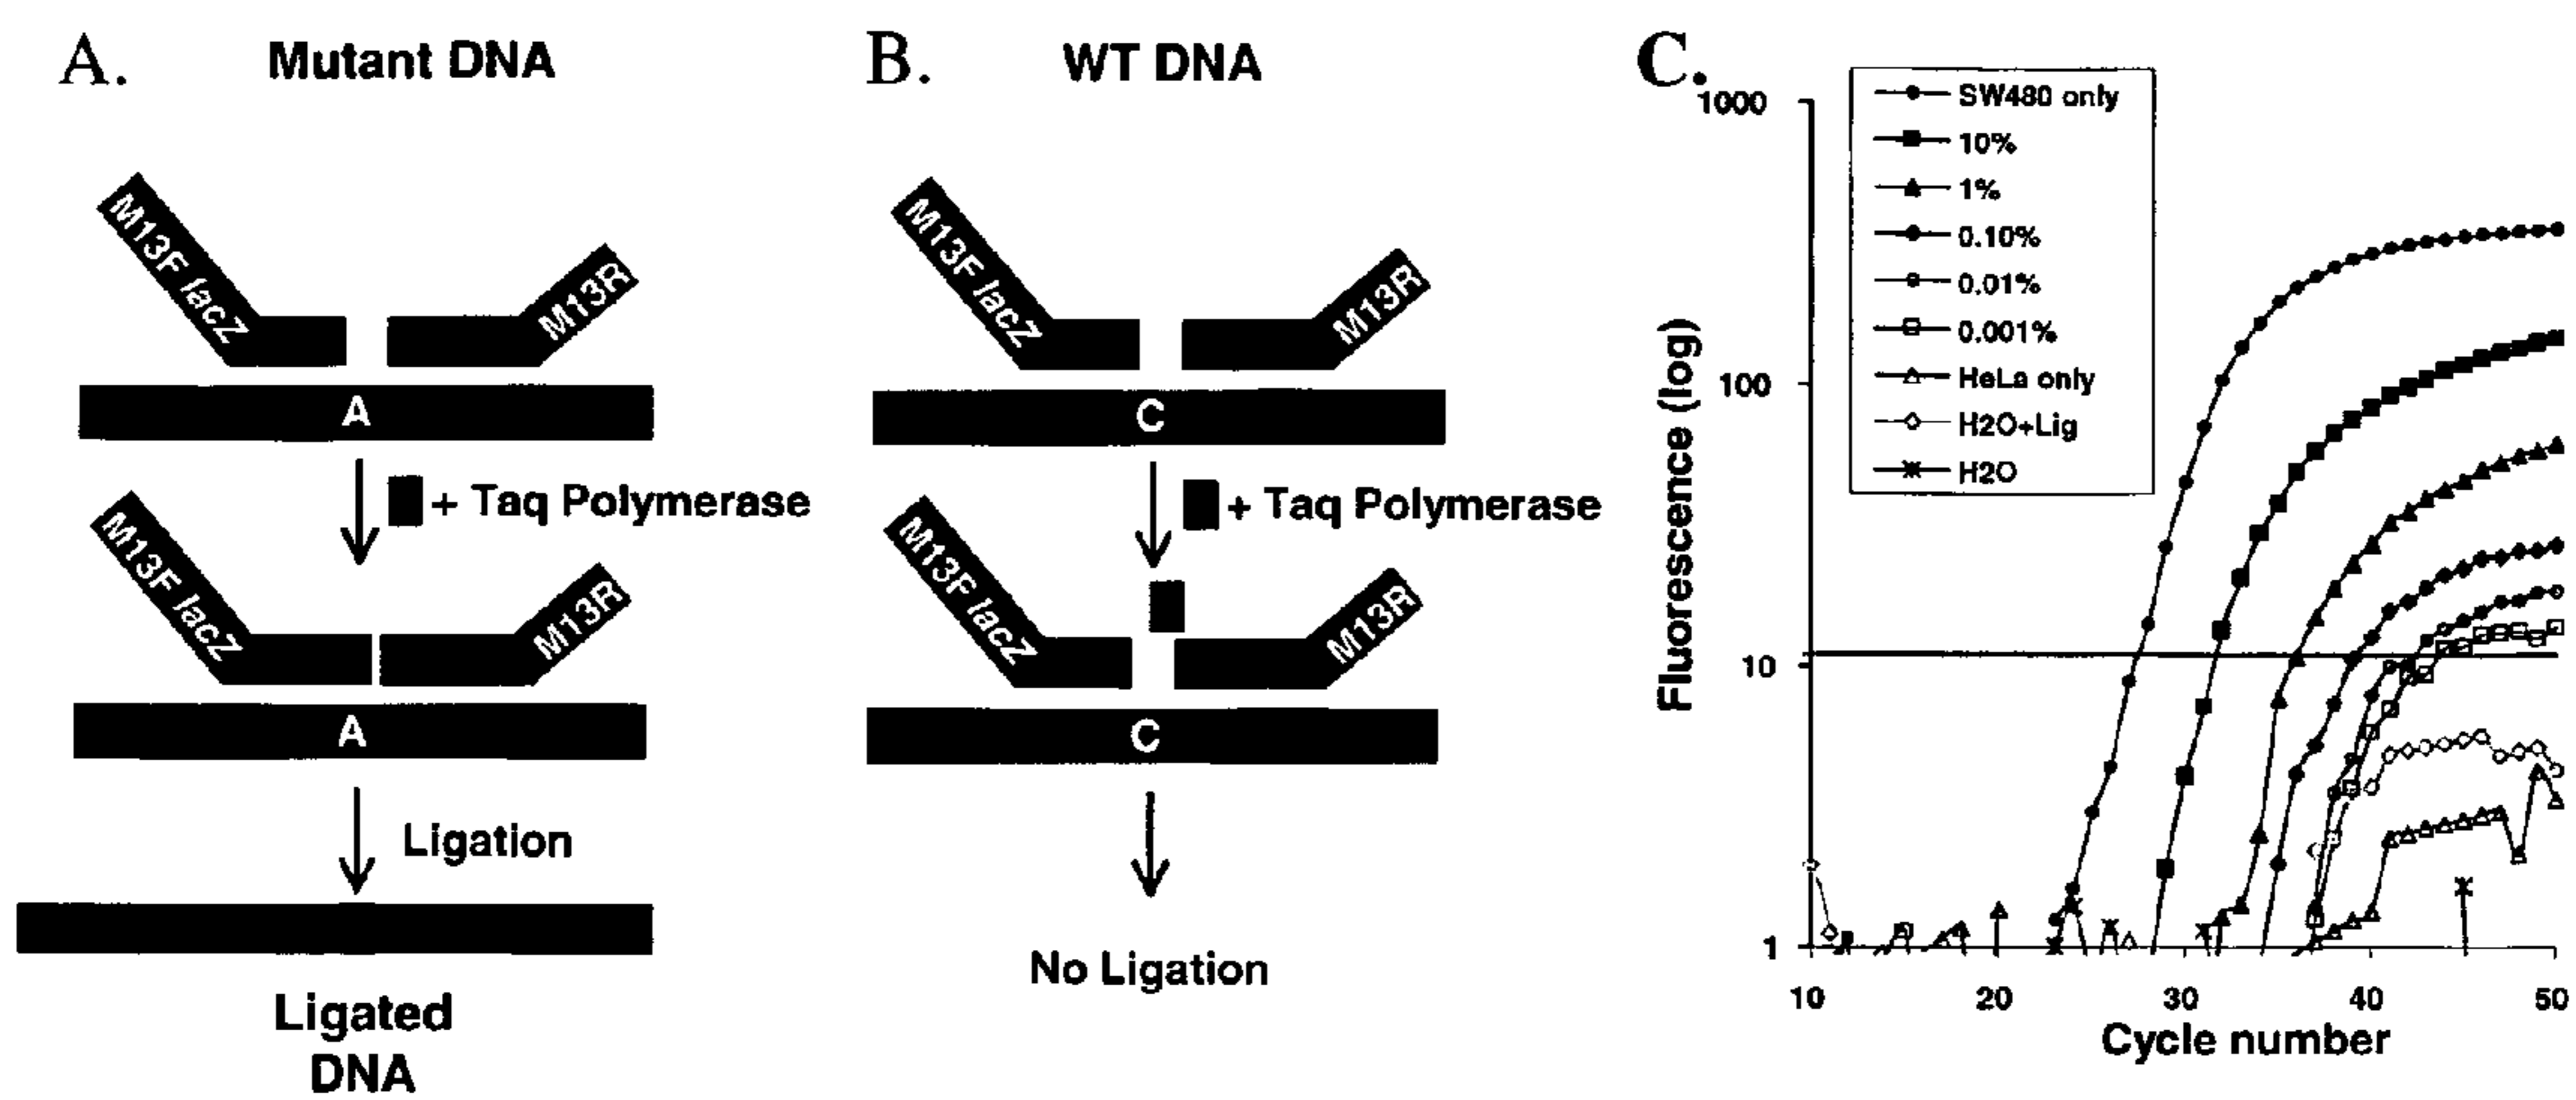 A.
Mutant DNA
M13F lacZ
M13R
A
+ Taq Polymerase
M13F lacZ
M13R
A
Ligation
Ligated
DNA
B.
WT DNA
M13F lacZ
M13R
C
+ Taq Polymerase
M13F lacZ
M13R
C
No Ligation
C.
SW480 only
10%
1%
0.10%
0.01%
0.001%
HeLa only
H2O+Lig
H2O
Fluorescence (log)
1000
100
10
1
10 20 30 40 50
Cycle number